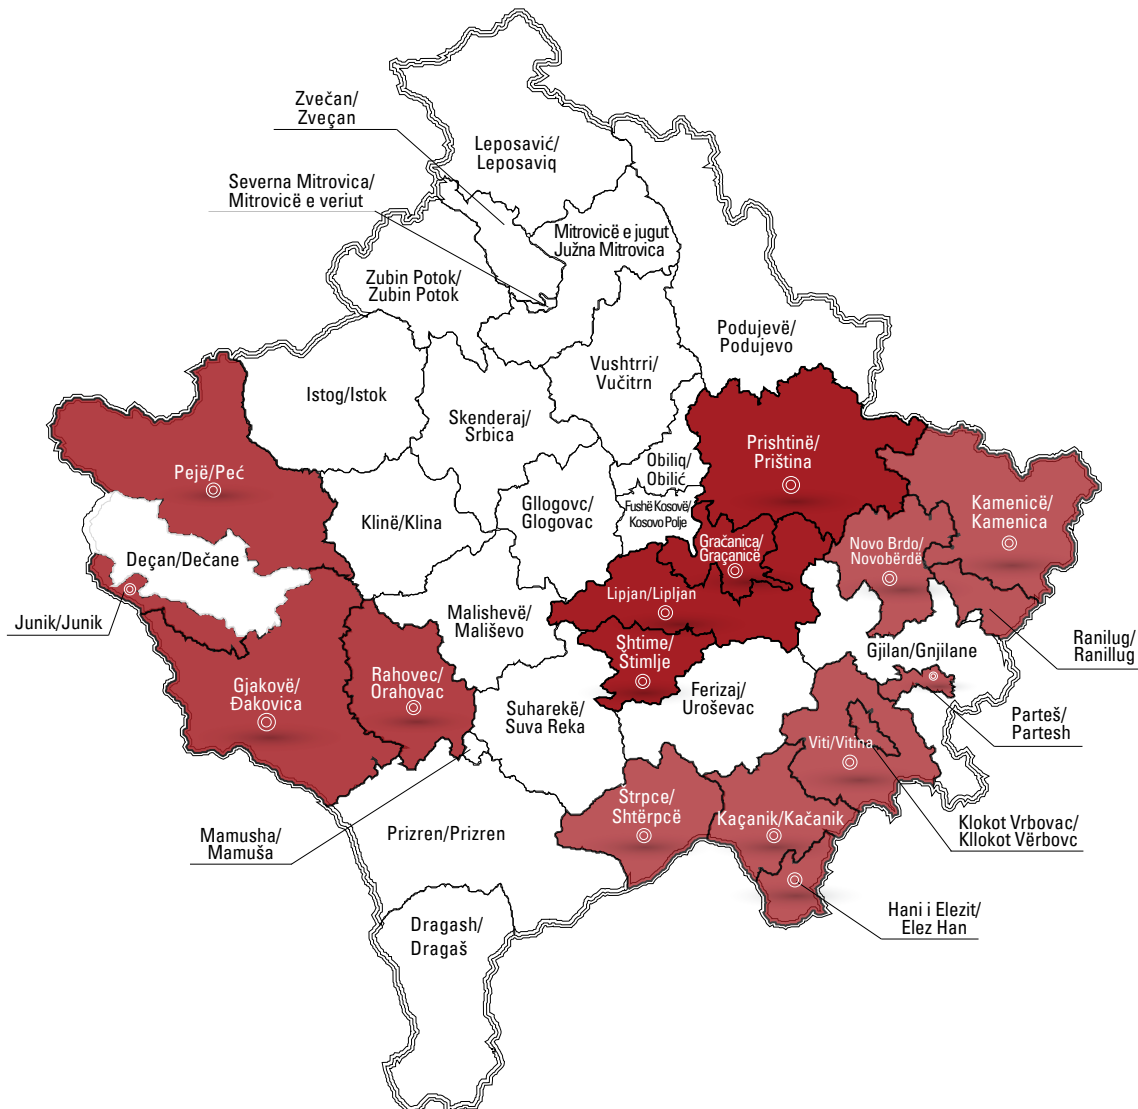 Zvečan/
Zveçan
Leposavić/
Leposaviq
Severna Mitrovica/
Mitrovicë e veriut
Mitrovicë e jugut
Južna Mitrovica
Zubin Potok/
Zubin Potok
Podujevë/
Podujevo
Vushtrri/
Vučitrn
Istog/Istok
Skenderaj/
Srbica
Prishtinë/
Priština
Obiliq/
Obilić
Pejë/Peć
Gllogovc/
Glogovac
Fushë Kosovë/
Kosovo Polje
Kamenicë/
Kamenica
Klinë/Klina
Gračanica/
Graçanicë
Novo Brdo/
Novobërdë
Deçan/Dečane
Lipjan/Lipljan
Junik/Junik
Malishevë/
Mališevo
Ranilug/
Ranillug
Shtime/
Štimlje
Gjilan/Gnjilane
Rahovec/
Orahovac
Gjakovë/
Đakovica
Ferizaj/
Uroševac
Suharekë/
Suva Reka
Parteš/
Partesh
Viti/Vitina
Štrpce/
Shtërpcë
Kaçanik/Kačanik
Klokot Vrbovac/
Kllokot Vërbovc
Mamusha/
Mamuša
Prizren/Prizren
Hani i Elezit/
Elez Han
Dragash/
Dragaš